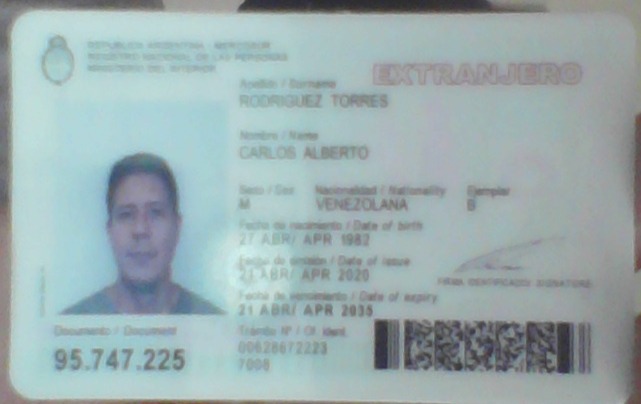 REPUBLICA ARGENTINA - MERCOSUR
REGISTRO NACIONAL DE LAS PERSONAS
MINISTERIO DEL INTERIOR
EXTRANJERO
Apellido / Surname
RODRIGUEZ TORRES
Nombre / Name
CARLOS ALBERTO
Sexo / Sex Nacionalidad / Nationality Ejemplar
M VENEZOLANA B
Fecha de nacimiento / Date of birth
27 ABR/ APR 1982
Fecha de emisión / Date of issue
21 ABR/ APR 2020
Fecha de vencimiento / Date of expiry
21 ABR/ APR 2035
FIRMA IDENTIFICADO/ SIGNATURE
Documento / Document
95.747.225
Trámite Nº / Of. ident.
00628672223
7008